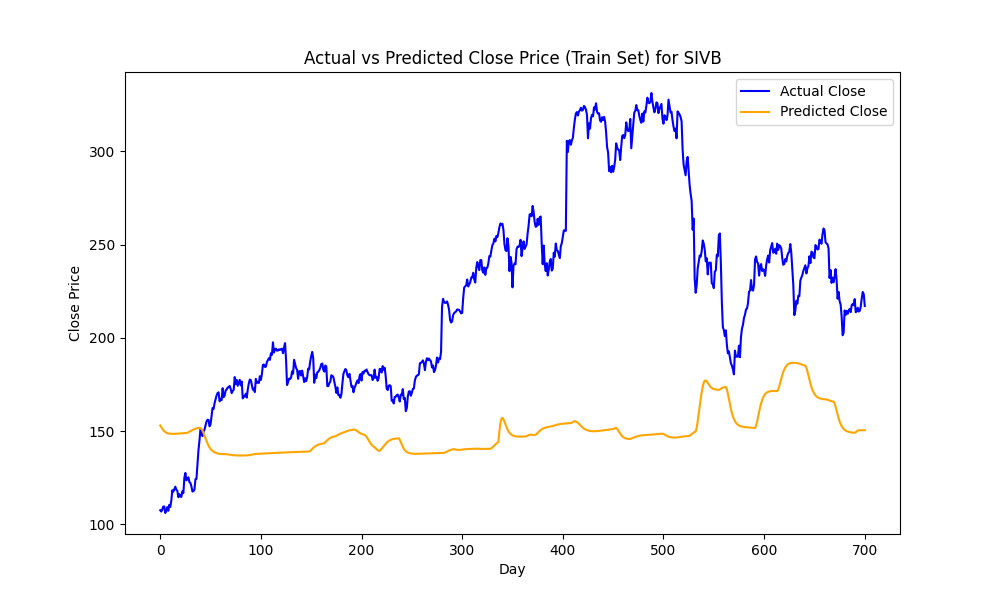 Actual vs Predicted Close Price (Train Set) for SIVB
Actual Close
Predicted Close
Close Price
300
250
200
150
100
0 100 200 300 400 500 600 700
Day